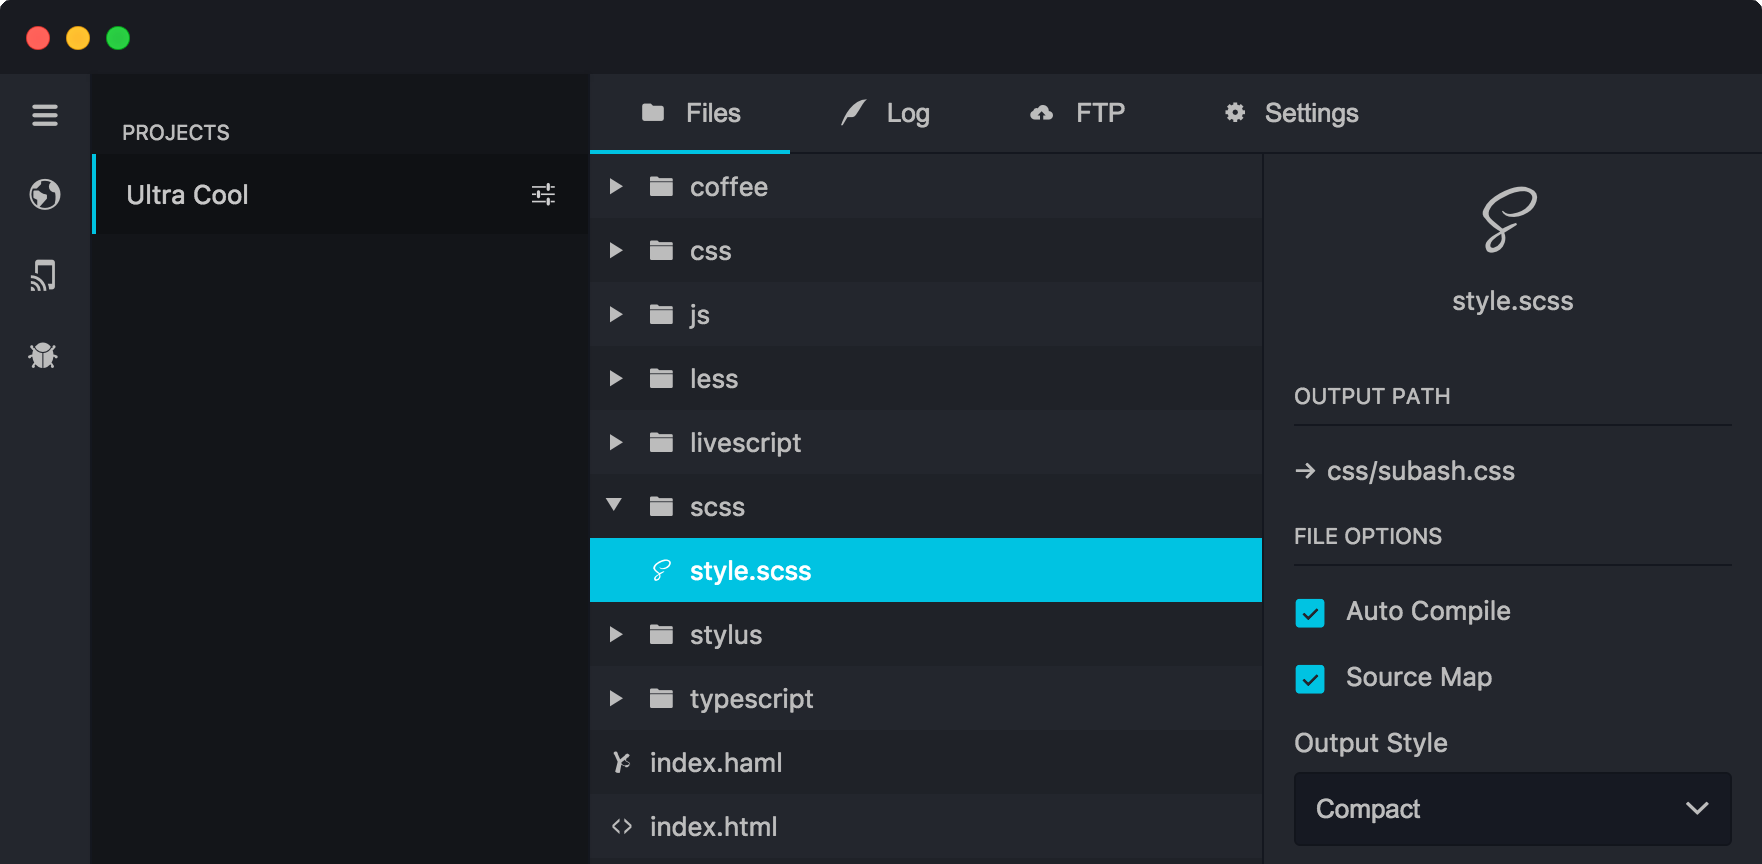 PROJECTS
Ultra Cool
Files
Log
FTP
Settings
coffee
css
js
less
livescript
scss
style.scss
stylus
typescript
index.haml
index.html
style.scss
OUTPUT PATH
→ css/subash.css
FILE OPTIONS
Auto Compile
Source Map
Output Style
Compact